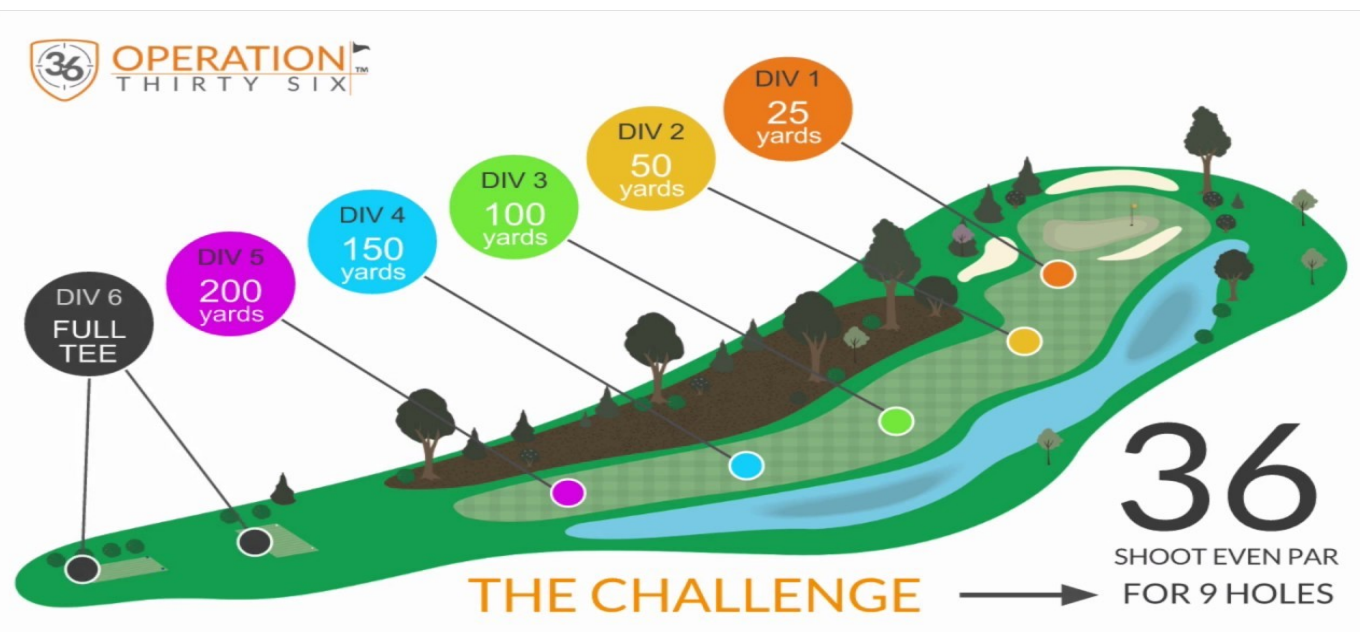 36
OPERATION
TM
THIRTY SIX
DIV 1
25
yards
DIV 2
50
yards
DIV 3
100
yards
DIV 4
150
yards
DIV 5
200
yards
DIV 6
FULL
TEE
36
SHOOT EVEN PAR
FOR 9 HOLES
THE CHALLENGE